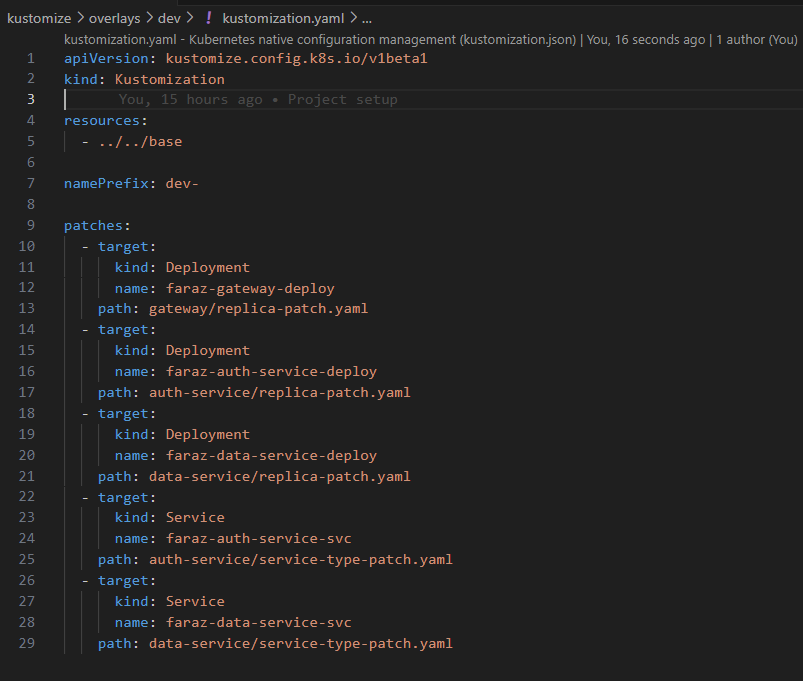 kustomize > overlays > dev > ! kustomization.yaml > ...
kustomization.yaml - Kubernetes native configuration management (kustomization.json) | You, 16 seconds ago | 1 author (You)
1 apiVersion: kustomize.config.k8s.io/v1beta1
2 kind: Kustomization
3 You, 15 hours ago • Project setup
4 resources:
5   - ../../base
6
7 namePrefix: dev-
8
9 patches:
10   - target:
11       kind: Deployment
12       name: faraz-gateway-deploy
13     path: gateway/replica-patch.yaml
14   - target:
15       kind: Deployment
16       name: faraz-auth-service-deploy
17     path: auth-service/replica-patch.yaml
18   - target:
19       kind: Deployment
20       name: faraz-data-service-deploy
21     path: data-service/replica-patch.yaml
22   - target:
23       kind: Service
24       name: faraz-auth-service-svc
25     path: auth-service/service-type-patch.yaml
26   - target:
27       kind: Service
28       name: faraz-data-service-svc
29     path: data-service/service-type-patch.yaml